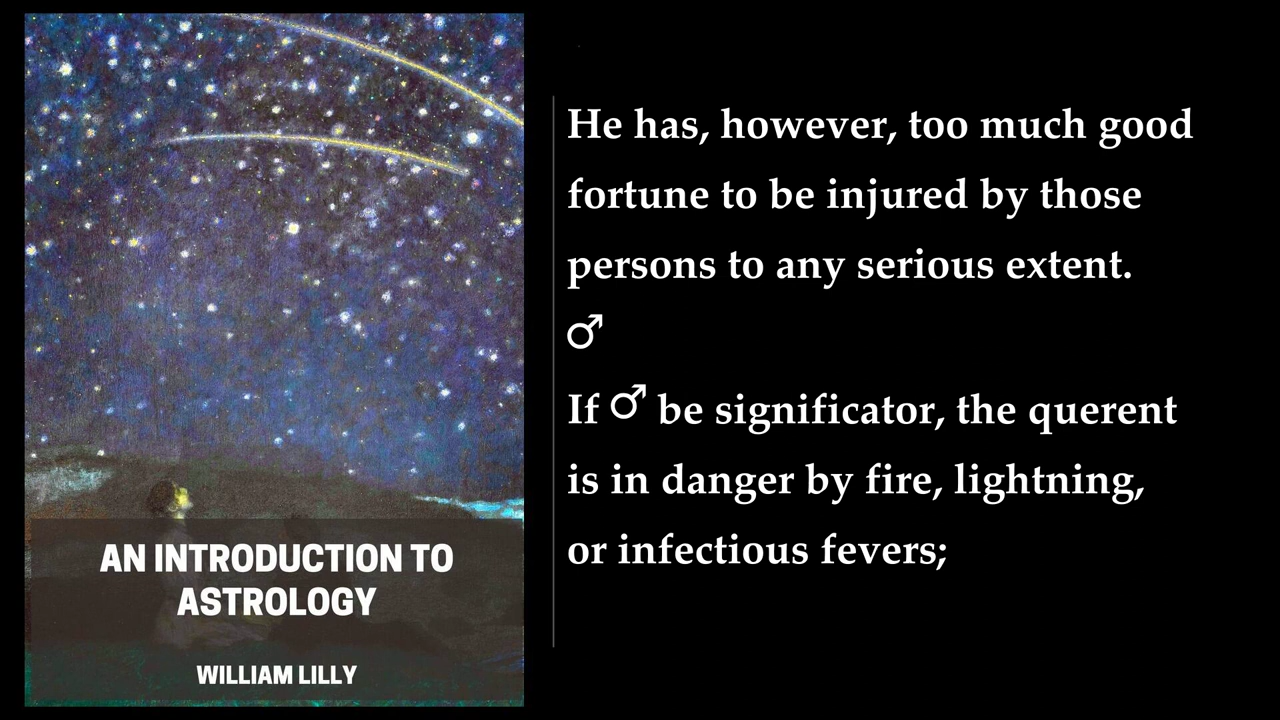 AN INTRODUCTION TO
ASTROLOGY
WILLIAM LILLY
He has, however, too much good
fortune to be injured by those
persons to any serious extent.
♂
If ♂ be significator, the querent
is in danger by fire, lightning,
or infectious fevers;